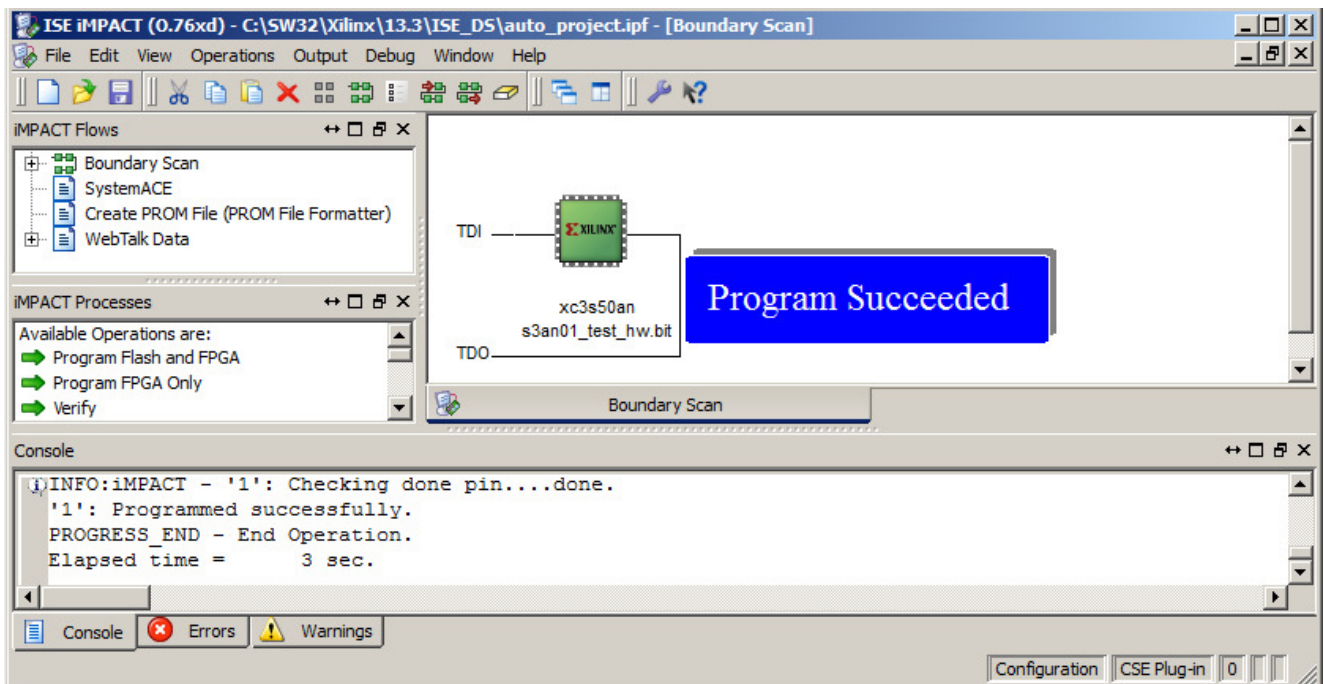 ISE iMPACT (0.76xd) - C:\SW32\Xilinx\13.3\ISE_DS\auto_project.ipf - [Boundary Scan]
File Edit View Operations Output Debug Window Help
iMPACT Flows
Boundary Scan
SystemACE
Create PROM File (PROM File Formatter)
WebTalk Data
iMPACT Processes
Available Operations are:
Program Flash and FPGA
Program FPGA Only
Verify
TDI
XILINX
xc3s50an
s3an01_test_hw.bit
TDO
Program Succeeded
Boundary Scan
Console
INFO:iMPACT - '1': Checking done pin....done.
'1': Programmed successfully.
PROGRESS_END - End Operation.
Elapsed time =      3 sec.
Console Errors Warnings
Configuration CSE Plug-in 0